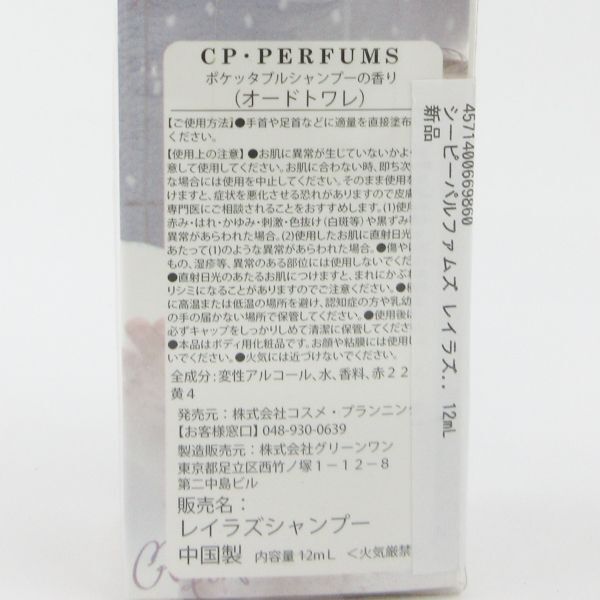 CP・PERFUMS
ポケッタブルシャンプーの香り
(オードトワレ)
【ご使用方法】●手首や足首などに適量を直接塗布
ください。
【使用上の注意】●お肌に異常が生じていないかよ
意して使用してください。お肌に合わない時、即ち次
な場合には使用を中止してください。そのまま使用を
けますと、症状を悪化させる恐れがありますので皮膚
専門医にご相談されることをおすすめします。(1)使用
赤み・はれ・かゆみ・刺激・色抜け(白斑等)や黒ずみ
異常があらわれた場合。(2)使用したお肌に直射日光
あたって(1)のような異常があらわれた場合。●傷や
もの、湿疹等、異常のある部位には使用しないでくだ
●直射日光のあたるお肌につけますと、まれにかぶれ
リシミになることがありますのでご注意ください。●
に高温または低温の場所を避け、認知症の方や乳幼
の手の届かない場所で保管してください。●使用後
必ずキャップをしっかりしめて清潔に保管してくだ
●本品はボディ用化粧品です。お顔や粘膜には使用
いでください。●火気には近づけないでください。
全成分:変性アルコール、水、香料、赤22
黄4
発売元:株式会社コスメ・プランニン
【お客様窓口】048-930-0639
製造販売元:株式会社グリーンワン
東京都足立区西竹ノ塚1-12-8
第二中島ビル
販売名:
レイラズシャンプー
中国製 内容量12mL <火気厳禁
4571400669860
シーピーパルファムズ レイラズ.. 12mL
新品